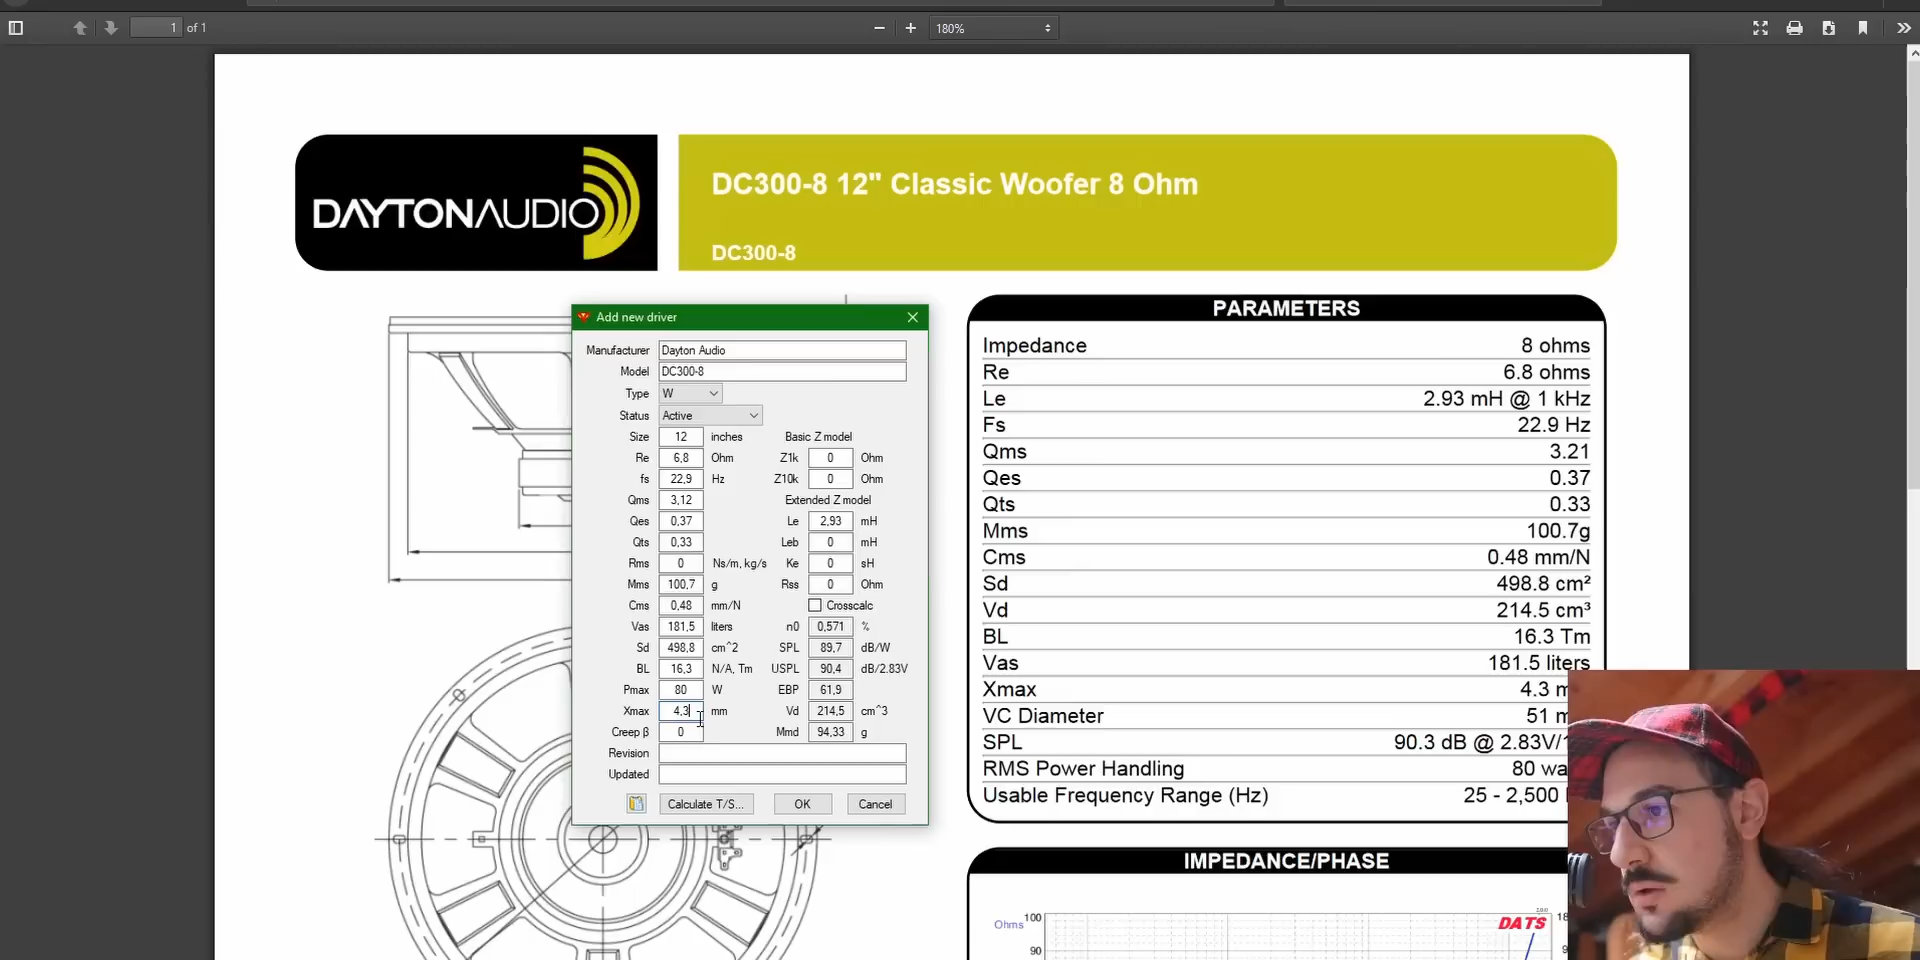 1 of 1
180%
DAYTONAUDIO
DC300-8 12" Classic Woofer 8 Ohm
DC300-8
Add new driver
Manufacturer Dayton Audio
Model DC300-8
Type W
Status Active
Size 12 inches Basic Z model
Re 6,8 Ohm Z1k 0 Ohm
fs 22,9 Hz Z10k 0 Ohm
Qms 3,12 Extended Z model
Qes 0,37 Le 2,93 mH
Qts 0,33 Leb 0 mH
Rms 0 Ns/m, kg/s Ke 0 sH
Mms 100,7 g Rss 0 Ohm
Cms 0,48 mm/N Crosscalc
Vas 181,5 liters n0 0,571 %
Sd 498,8 cm^2 SPL 89,7 dB/W
BL 16,3 N/A, Tm USPL 90,4 dB/2.83V
Pmax 80 W EBP 61,9
Xmax 4,3 mm Vd 214,5 cm^3
Creep β 0 Mmd 94,33 g
Revision
Updated
Calculate T/S... OK Cancel
PARAMETERS
Impedance 8 ohms
Re 6.8 ohms
Le 2.93 mH @ 1 kHz
Fs 22.9 Hz
Qms 3.21
Qes 0.37
Qts 0.33
Mms 100.7g
Cms 0.48 mm/N
Sd 498.8 cm²
Vd 214.5 cm³
BL 16.3 Tm
Vas 181.5 liters
Xmax 4.3 m
VC Diameter 51 m
SPL 90.3 dB @ 2.83V/
RMS Power Handling 80 wa
Usable Frequency Range (Hz) 25 - 2,500
IMPEDANCE/PHASE
Ohms 100 DATS 18
90